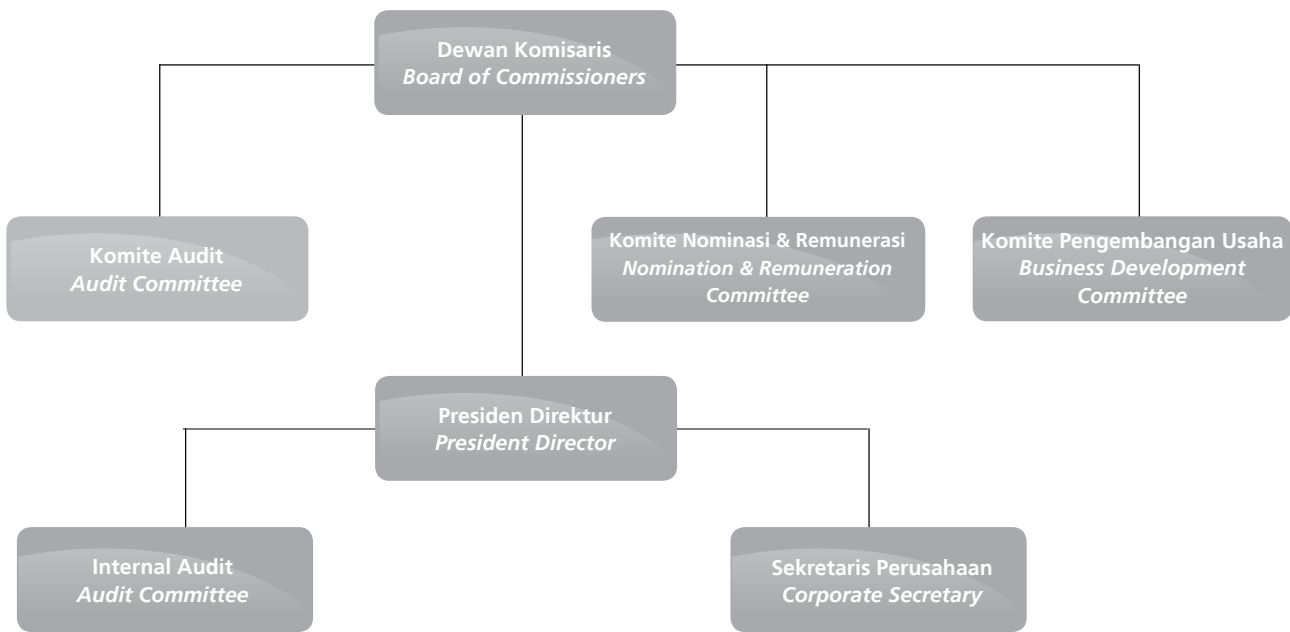 Dewan Komisaris
Board of Commissioners
Komite Audit
Audit Committee
Komite Nominasi & Remunerasi
Nomination & Remuneration
Committee
Komite Pengembangan Usaha
Business Development
Committee
Presiden Direktur
President Director
Internal Audit
Audit Committee
Sekretaris Perusahaan
Corporate Secretary